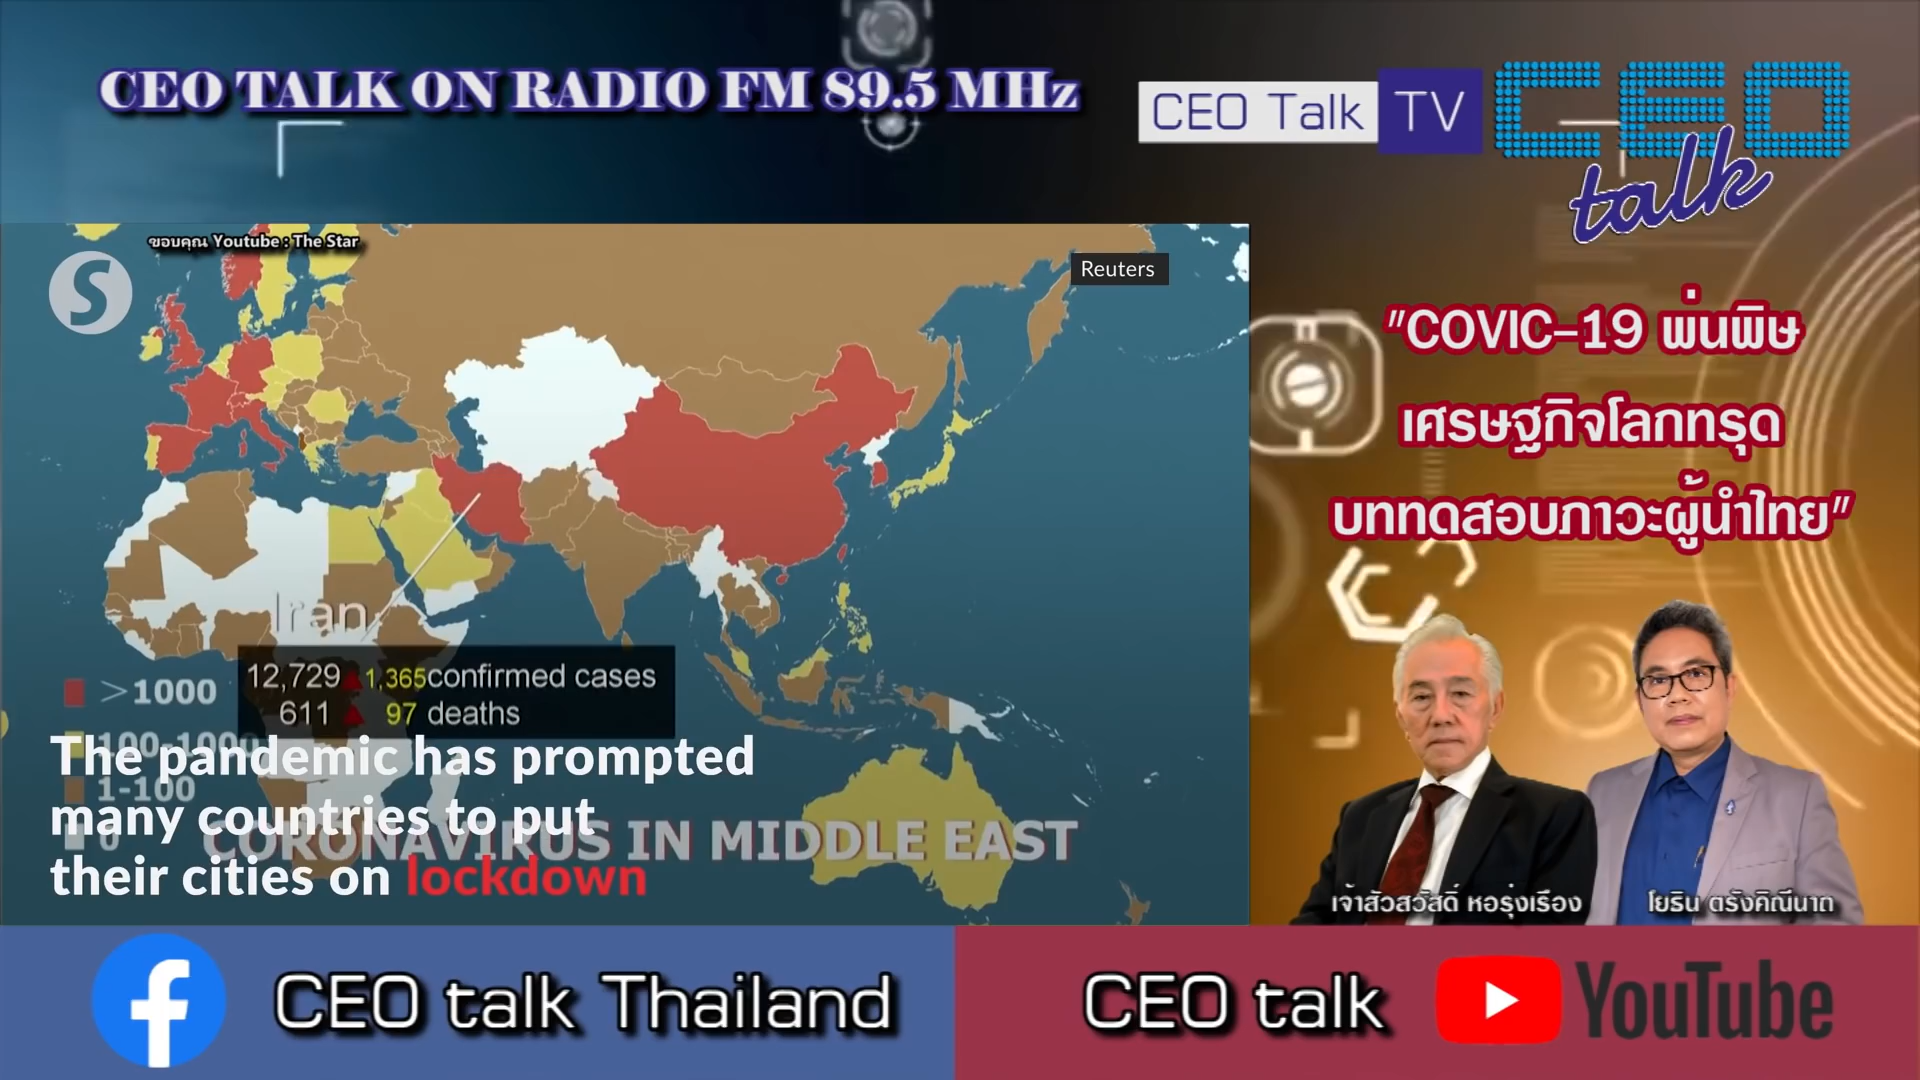 CEO TALK ON RADIO FM 89.5 MHz
CEO Talk TV
CEO talk
ขอบคุณ Youtube : The Star
S
Reuters
"COVIC-19 พ่นพิษ
เศรษฐกิจโลกทรุด
บททดสอบภาวะผู้นำไทย"
Iran
12,729 1,365 confirmed cases
611 97 deaths
>1000
100-1000
1-100
0
The pandemic has prompted
many countries to put
their cities on lockdown
CORONAVIRUS IN MIDDLE EAST
เจ้าสัวสวัสดิ์ หอรุ่งเรือง
โยธิน ตรังคิณีนาถ
f CEO talk Thailand
CEO talk YouTube